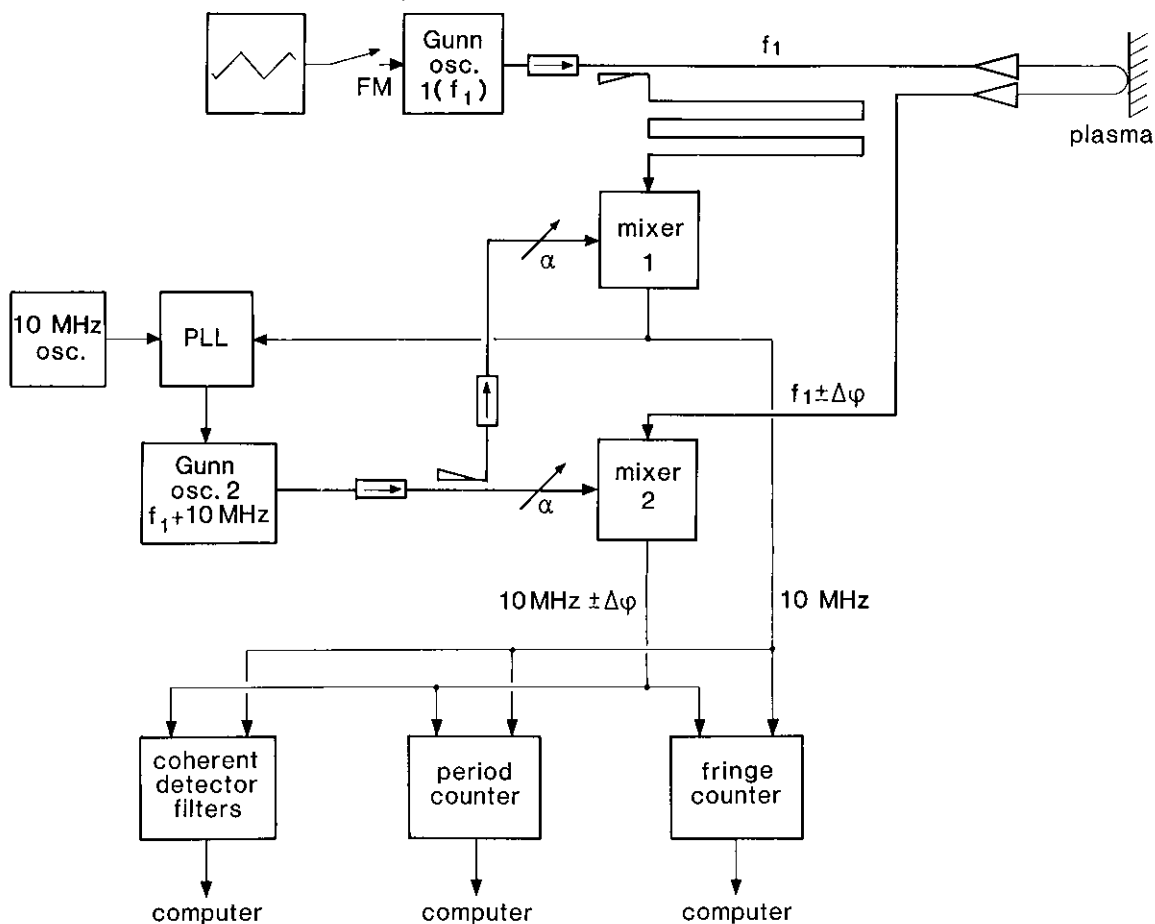 Gunn
osc.
1(f₁)
FM
f₁
plasma
mixer
1
α
10 MHz
osc.
PLL
f₁ ± Δφ
Gunn
osc. 2
f₁+10 MHz
α
mixer
2
10 MHz ± Δφ
10 MHz
coherent
detector
filters
period
counter
fringe
counter
computer
computer
computer